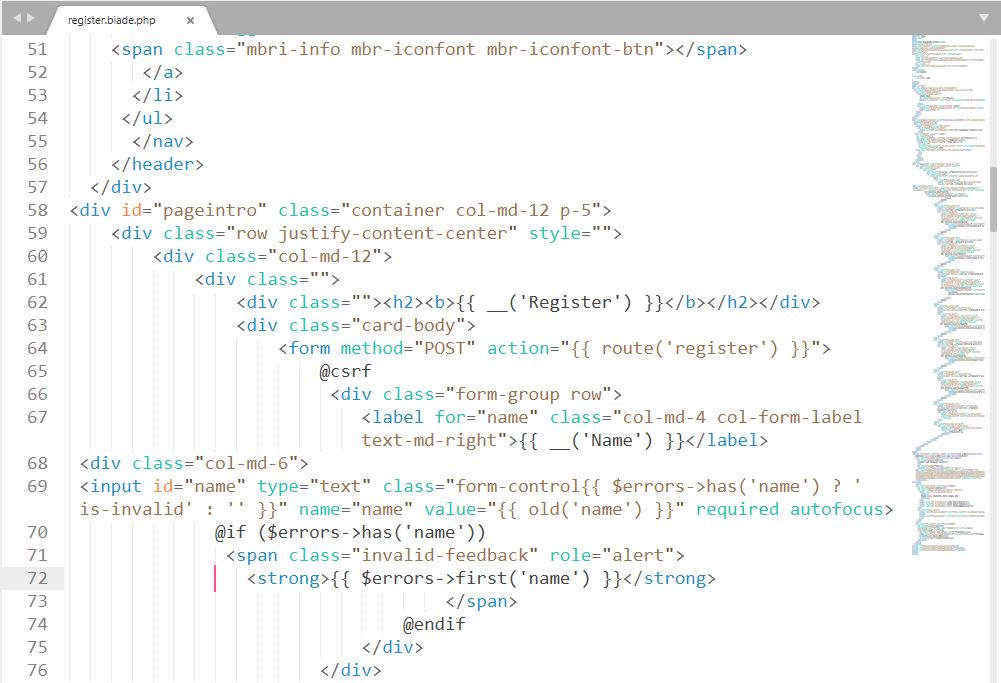 register.blade.php
51 <span class="mbri-info mbr-iconfont mbr-iconfont-btn"></span>
52 </a>
53 </li>
54 </ul>
55 </nav>
56 </header>
57 </div>
58 <div id="pageintro" class="container col-md-12 p-5">
59 <div class="row justify-content-center" style="">
60 <div class="col-md-12">
61 <div class="">
62 <div class=""><h2><b>{{ __('Register') }}</b></h2></div>
63 <div class="card-body">
64 <form method="POST" action="{{ route('register') }}">
65 @csrf
66 <div class="form-group row">
67 <label for="name" class="col-md-4 col-form-label
text-md-right">{{ __('Name') }}</label>
68 <div class="col-md-6">
69 <input id="name" type="text" class="form-control{{ $errors->has('name') ? '
is-invalid' : '' }}" name="name" value="{{ old('name') }}" required autofocus>
70 @if ($errors->has('name'))
71 <span class="invalid-feedback" role="alert">
72 <strong>{{ $errors->first('name') }}</strong>
73 </span>
74 @endif
75 </div>
76 </div>